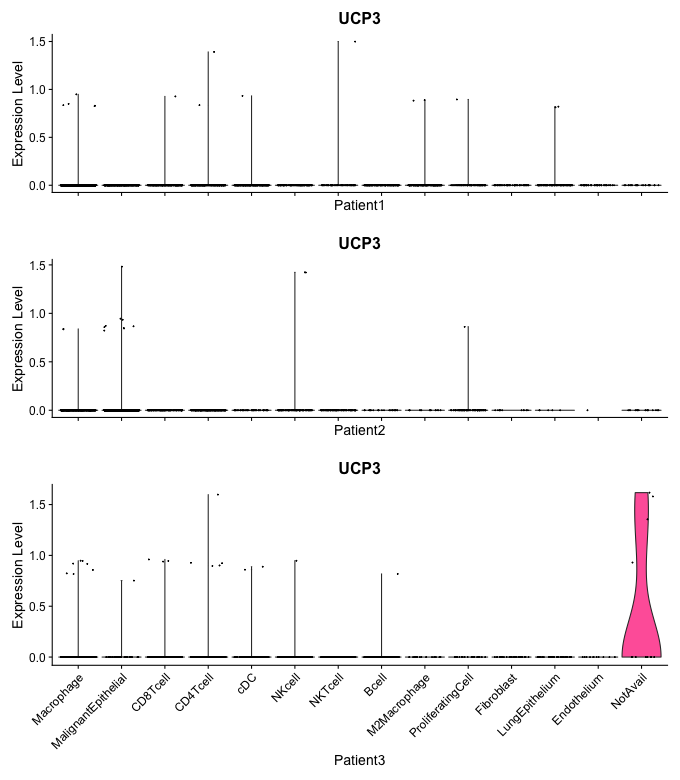 UCP3
Expression Level
1.5
1.0
0.5
0.0
Patient1
UCP3
Expression Level
1.5
1.0
0.5
0.0
Patient2
UCP3
Expression Level
1.5
1.0
0.5
0.0
Macrophage
MalignantEpithelial
CD8Tcell
CD4Tcell
cDC
NKcell
NKTcell
Bcell
M2Macrophage
ProliferatingCell
Fibroblast
LungEpithelium
Endothelium
NotAvail
Patient3